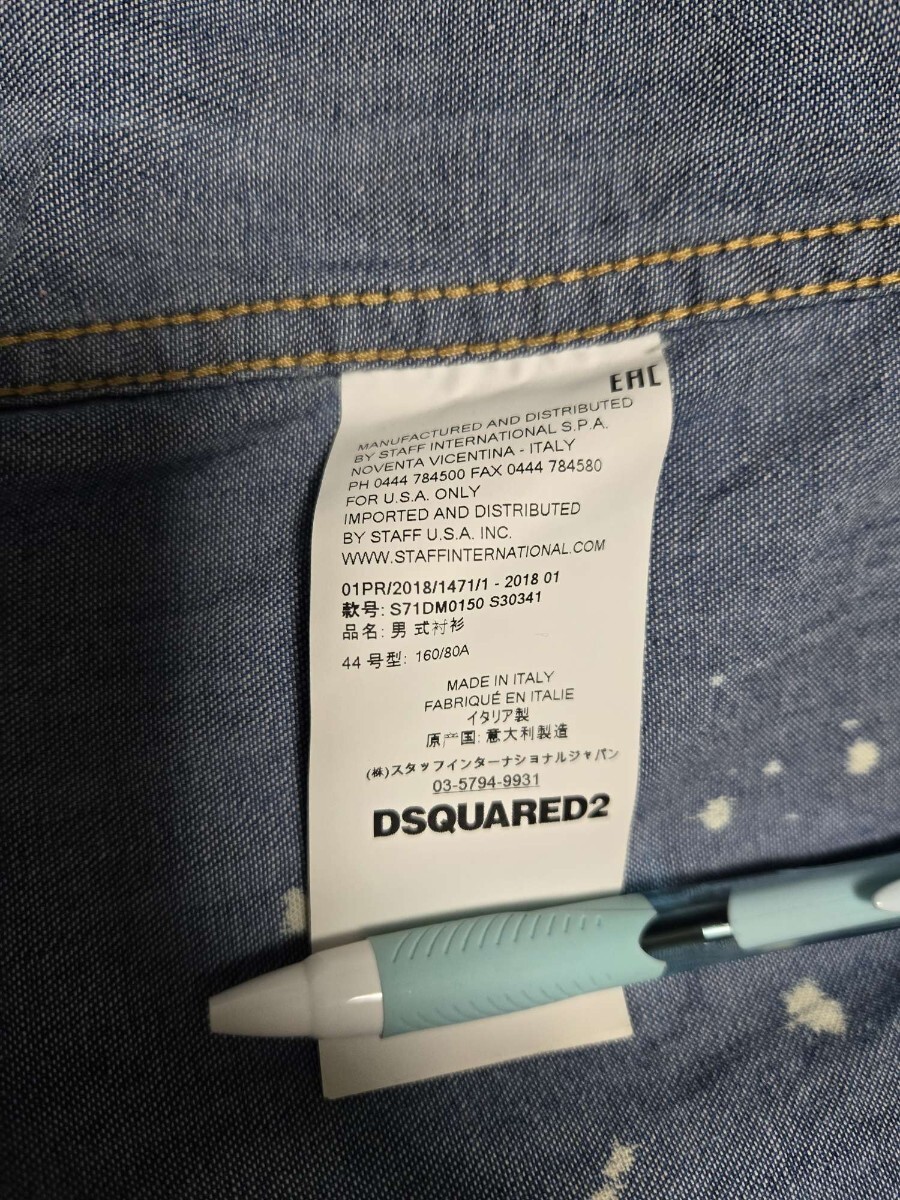 EAC
MANUFACTURED AND DISTRIBUTED
BY STAFF INTERNATIONAL S.P.A.
NOVENTA VICENTINA - ITALY
PH 0444 784500 FAX 0444 784580
FOR U.S.A. ONLY
IMPORTED AND DISTRIBUTED
BY STAFF U.S.A. INC.
WWW.STAFFINTERNATIONAL.COM
01PR/2018/1471/1 - 2018 01
款号: S71DM0150 S30341
品名: 男 式衬衫
44 号型: 160/80A
MADE IN ITALY
FABRIQUÉ EN ITALIE
イタリア製
原产国: 意大利製造
(株)スタッフインターナショナルジャパン
03-5794-9931
DSQUARED2